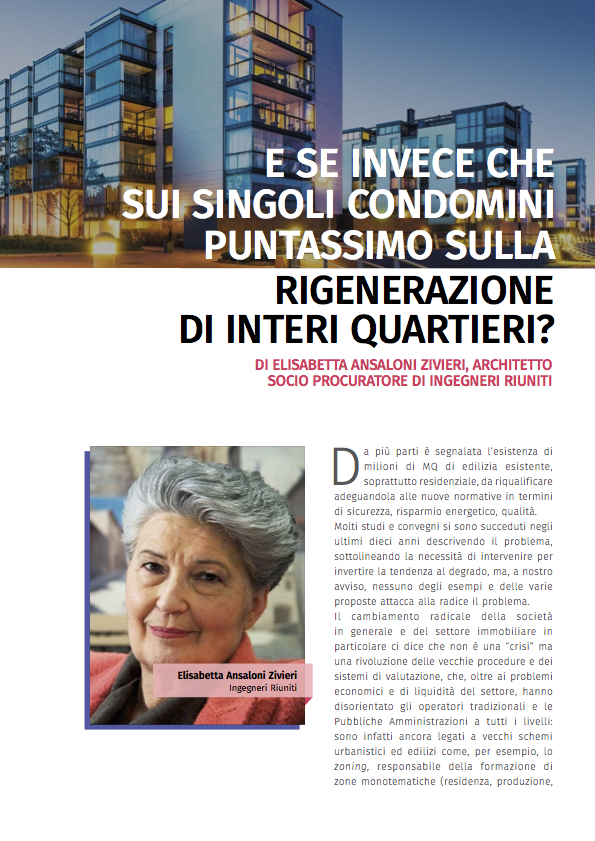 E SE INVECE CHE
SUI SINGOLI CONDOMINI
PUNTASSIMO SULLA
RIGENERAZIONE
DI INTERI QUARTIERI?
DI ELISABETTA ANSALONI ZIVIERI, ARCHITETTO
SOCIO PROCURATORE DI INGEGNERI RIUNITI
Elisabetta Ansaloni Zivieri
Ingegneri Riuniti
Da più parti è segnalata l'esistenza di
milioni di MQ di edilizia esistente,
soprattutto residenziale, da riqualificare
adeguandola alle nuove normative in termini
di sicurezza, risparmio energetico, qualità.
Molti studi e convegni si sono succeduti negli
ultimi dieci anni descrivendo il problema,
sottolineando la necessità di intervenire per
invertire la tendenza al degrado, ma, a nostro
avviso, nessuno degli esempi e delle varie
proposte attacca alla radice il problema.
Il cambiamento radicale della società
in generale e del settore immobiliare in
particolare ci dice che non è una "crisi" ma
una rivoluzione delle vecchie procedure e dei
sistemi di valutazione, che, oltre ai problemi
economici e di liquidità del settore, hanno
disorientato gli operatori tradizionali e le
Pubbliche Amministrazioni a tutti i livelli:
sono infatti ancora legati a vecchi schemi
urbanistici ed edilizi come, per esempio, lo
zoning, responsabile della formazione di
zone monotematiche (residenza, produzione,